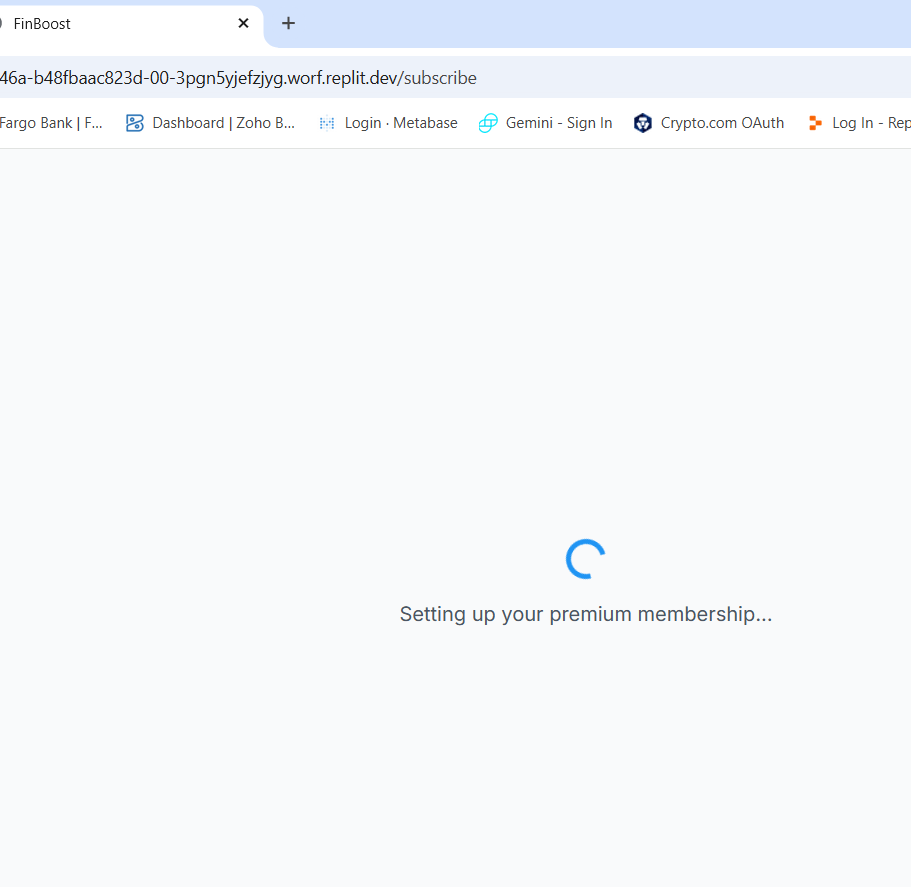 FinBoost
46a-b48fbaac823d-00-3pgn5yjefzjyg.worf.replit.dev/subscribe
Fargo Bank | F... Dashboard | Zoho B... Login · Metabase Gemini - Sign In Crypto.com OAuth Log In - Rep
Setting up your premium membership...